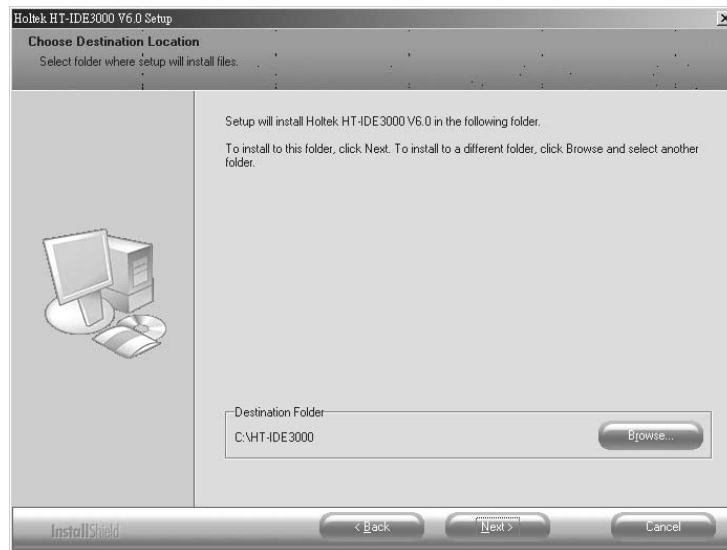 Holtek HT-IDE3000 V6.0 Setup
Choose Destination Location
Select folder where setup will install files.
Setup will install Holtek HT-IDE3000 V6.0 in the following folder.
To install to this folder, click Next. To install to a different folder, click Browse and select another
folder.
Destination Folder
C:\HT-IDE3000
Browse...
InstallShield
< Back
Next >
Cancel